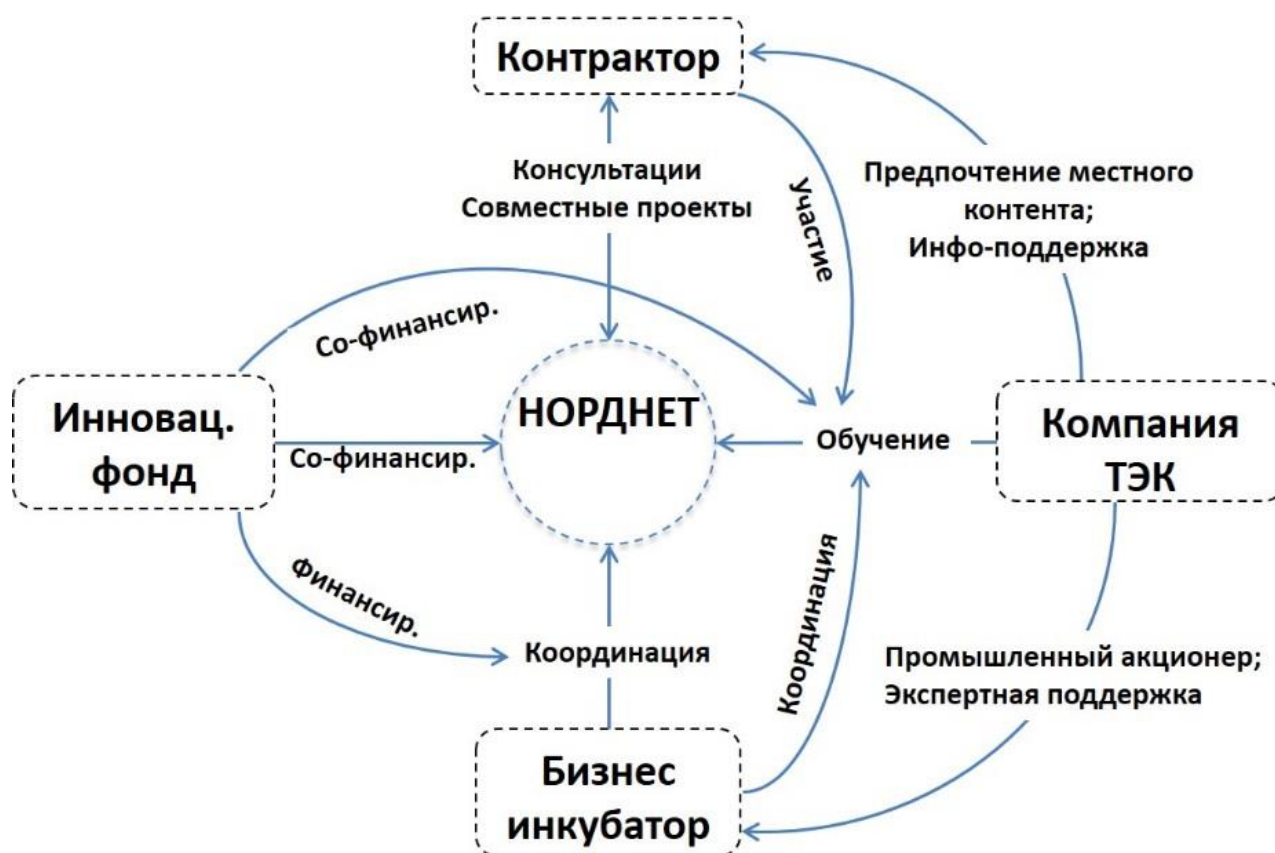 Контрактор
Консультации
Совместные проекты
Участие
Предпочтение местного
контента;
Инфо-поддержка
Со-финансир.
Инновац.
фонд
Со-финансир.
НОРДНЕТ
Обучение
Компания
ТЭК
Финансир.
Координация
Координация
Промышленный акционер;
Экспертная поддержка
Бизнес
инкубатор